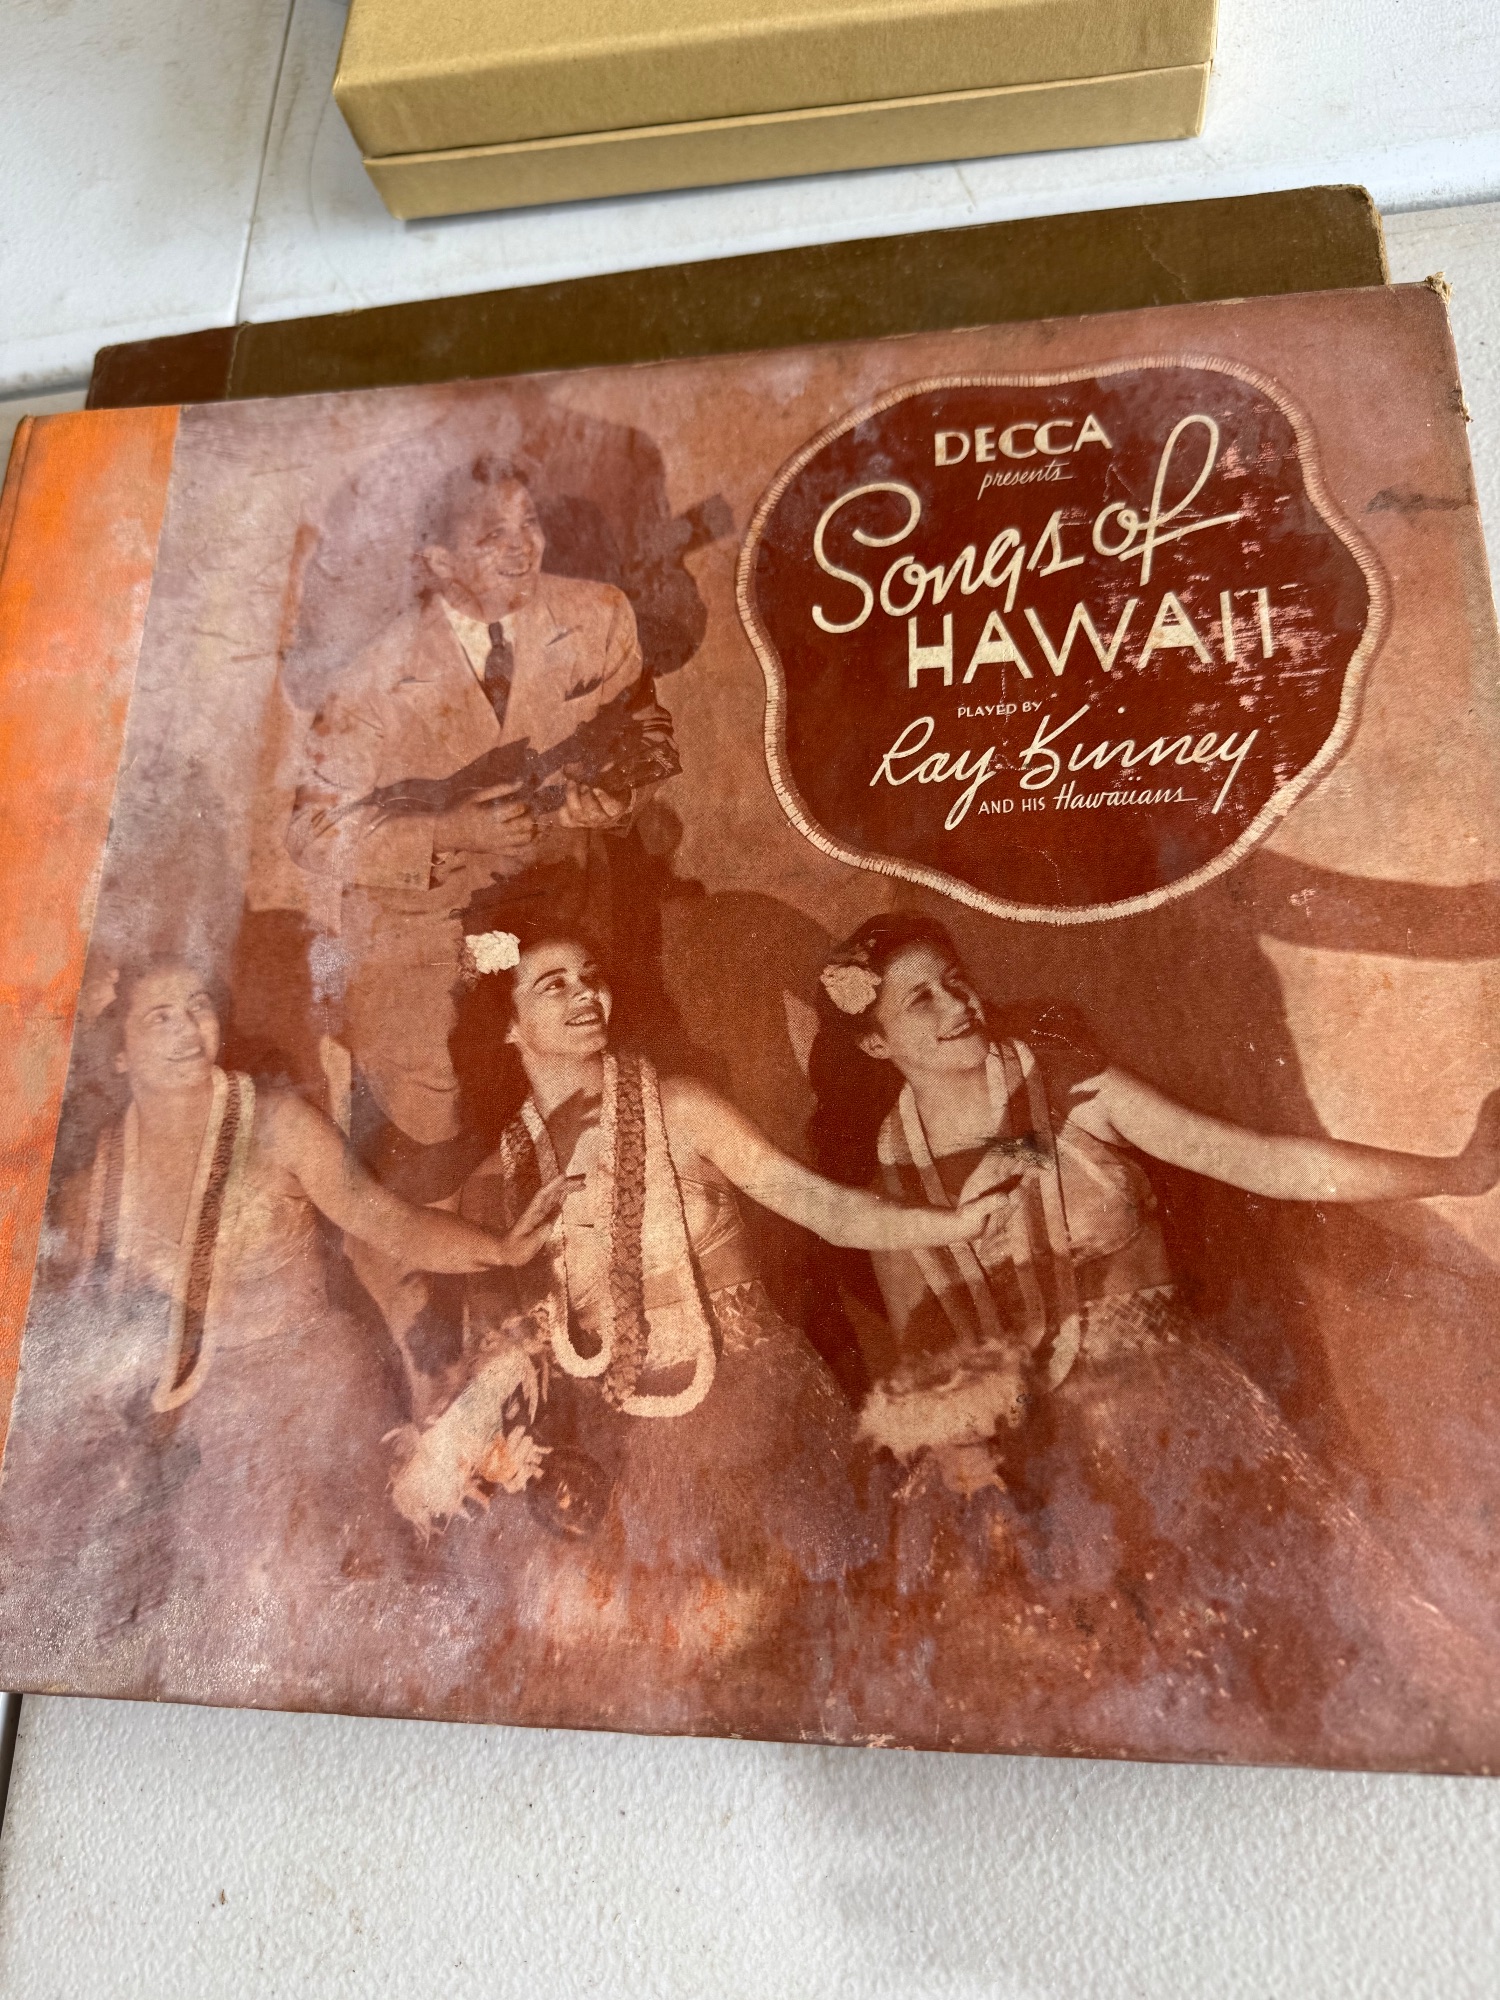 DECCA
presents
Songs of
HAWAII
PLAYED BY
Ray Kinney
AND HIS Hawaiians